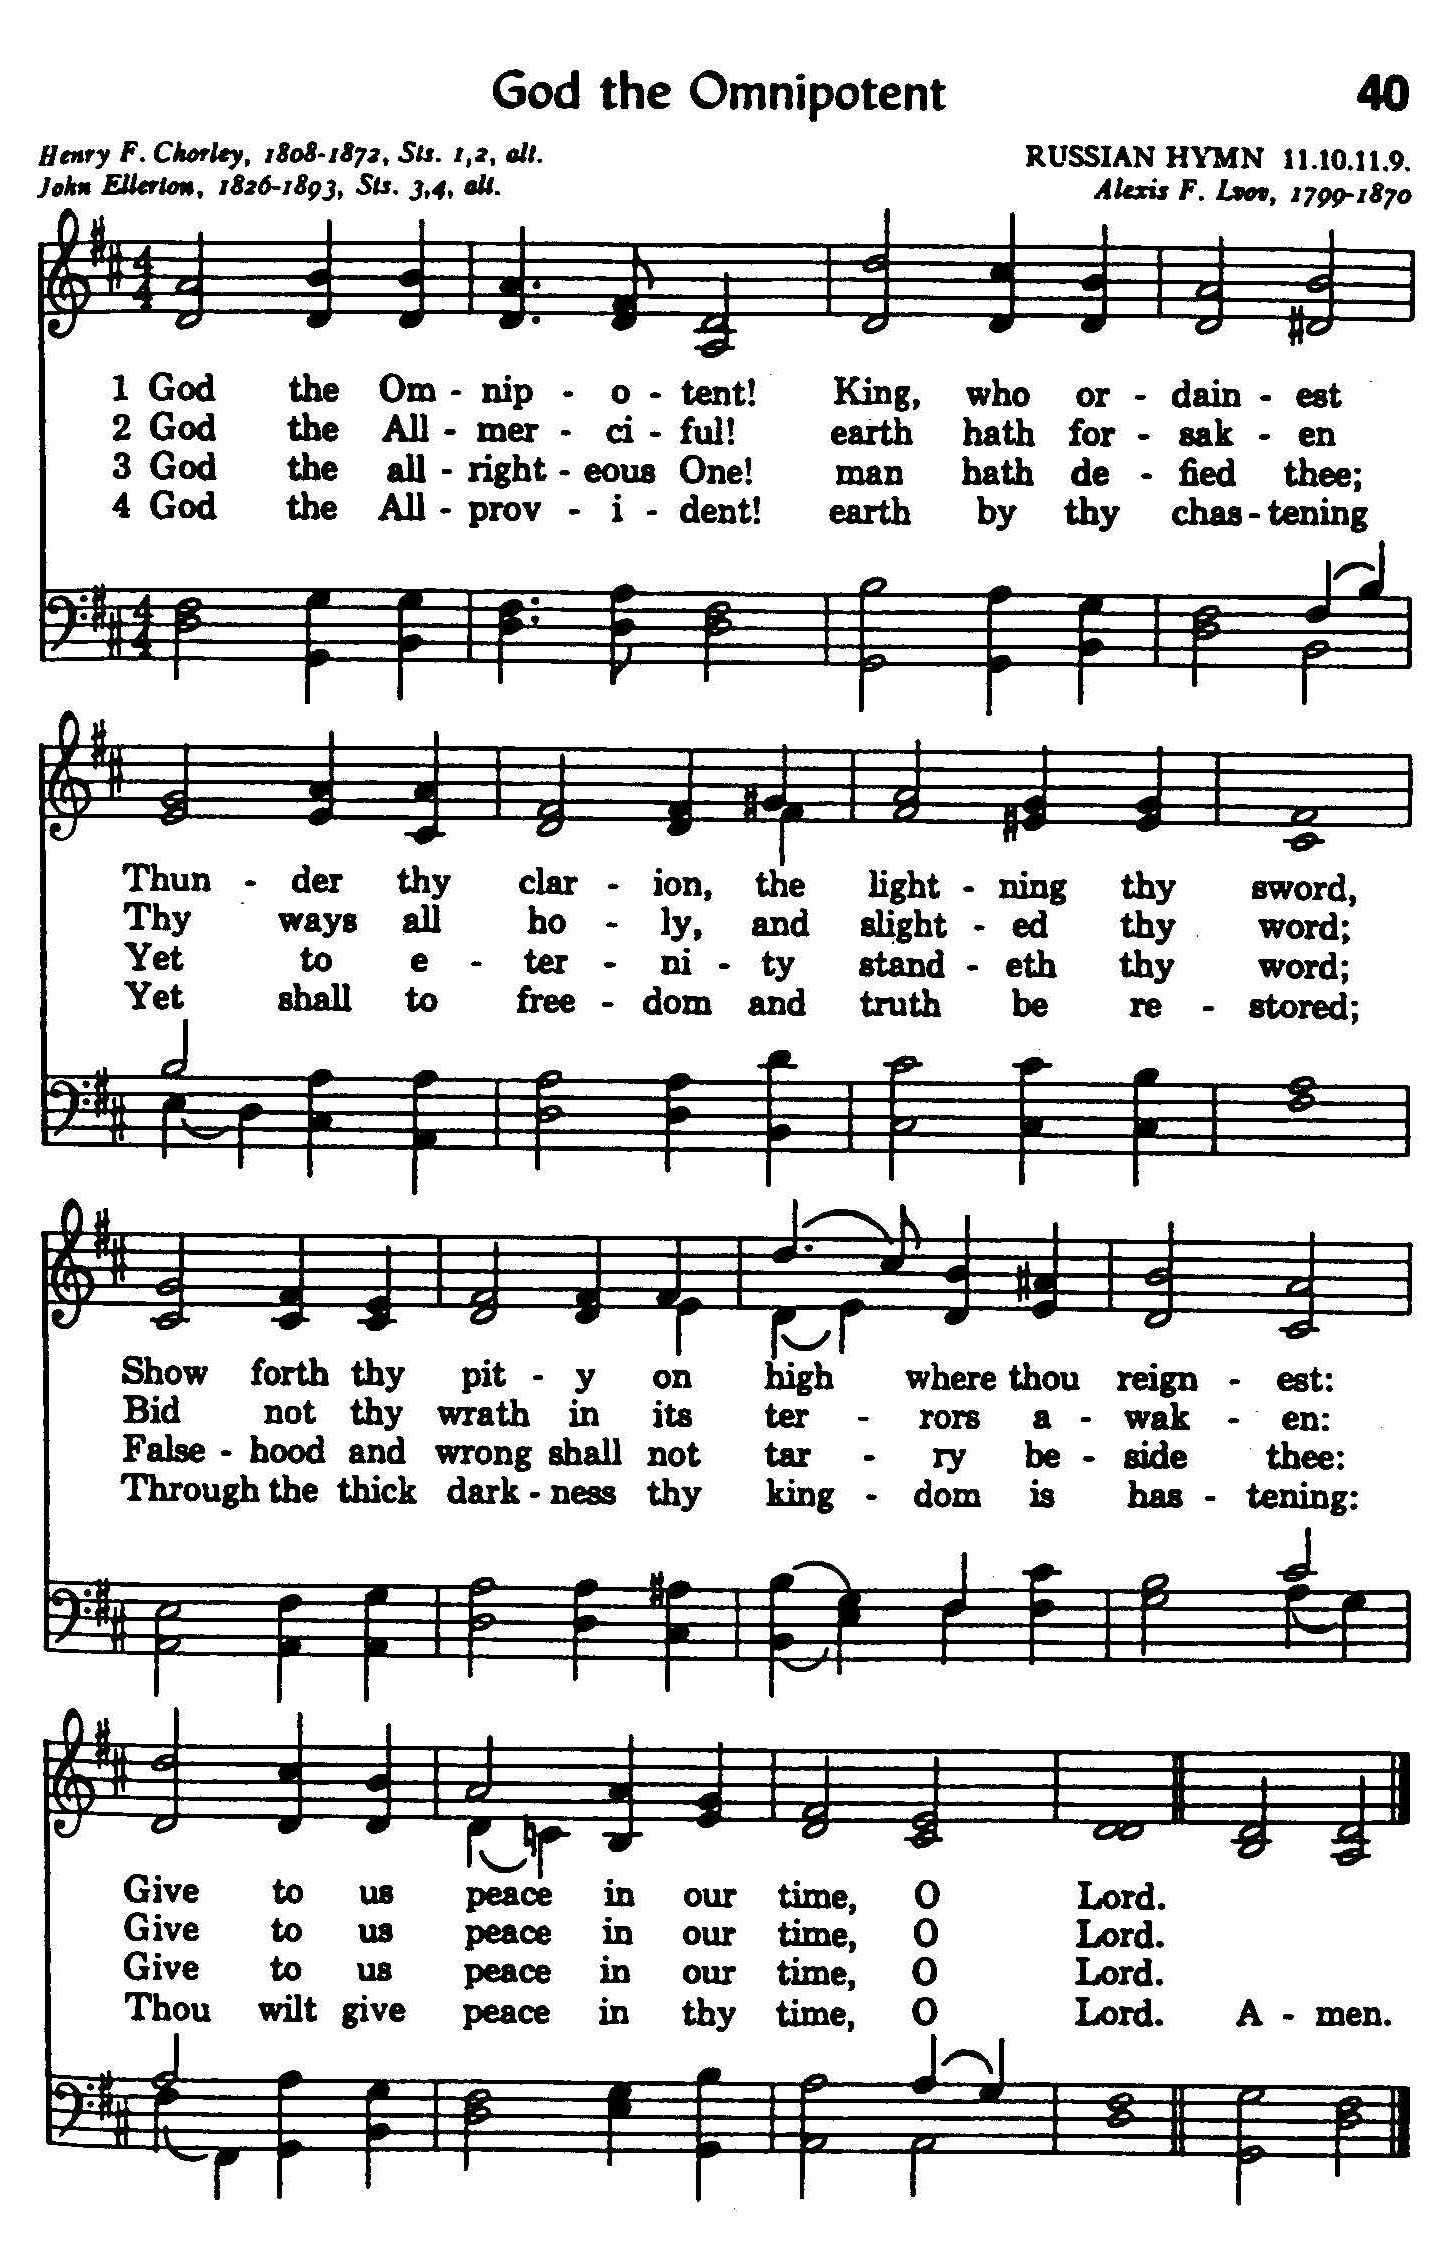 God the Omnipotent 40
Henry F. Chorley, 1808-1872, Sts. 1,2, alt. RUSSIAN HYMN 11.10.11.9.
John Ellerton, 1826-1893, Sts. 3,4, alt. Alexis F. Lvov, 1799-1870
1 God the Om - nip - o - tent! King, who or - dain - est
2 God the All - mer - ci - ful! earth hath for - sak - en
3 God the all - right - eous One! man hath de - fied thee;
4 God the All - prov - i - dent! earth by thy chas - tening
Thun - der thy clar - ion, the light - ning thy sword,
Thy ways all ho - ly, and slight - ed thy word;
Yet to e - ter - ni - ty stand - eth thy word;
Yet shall to free - dom and truth be re - stored;
Show forth thy pit - y on high where thou reign - est:
Bid not thy wrath in its ter - rors a - wak - en:
False - hood and wrong shall not tar - ry be - side thee:
Through the thick dark - ness thy king - dom is has - tening:
Give to us peace in our time, O Lord.
Give to us peace in our time, O Lord.
Give to us peace in our time, O Lord.
Thou wilt give peace in thy time, O Lord. A - men.